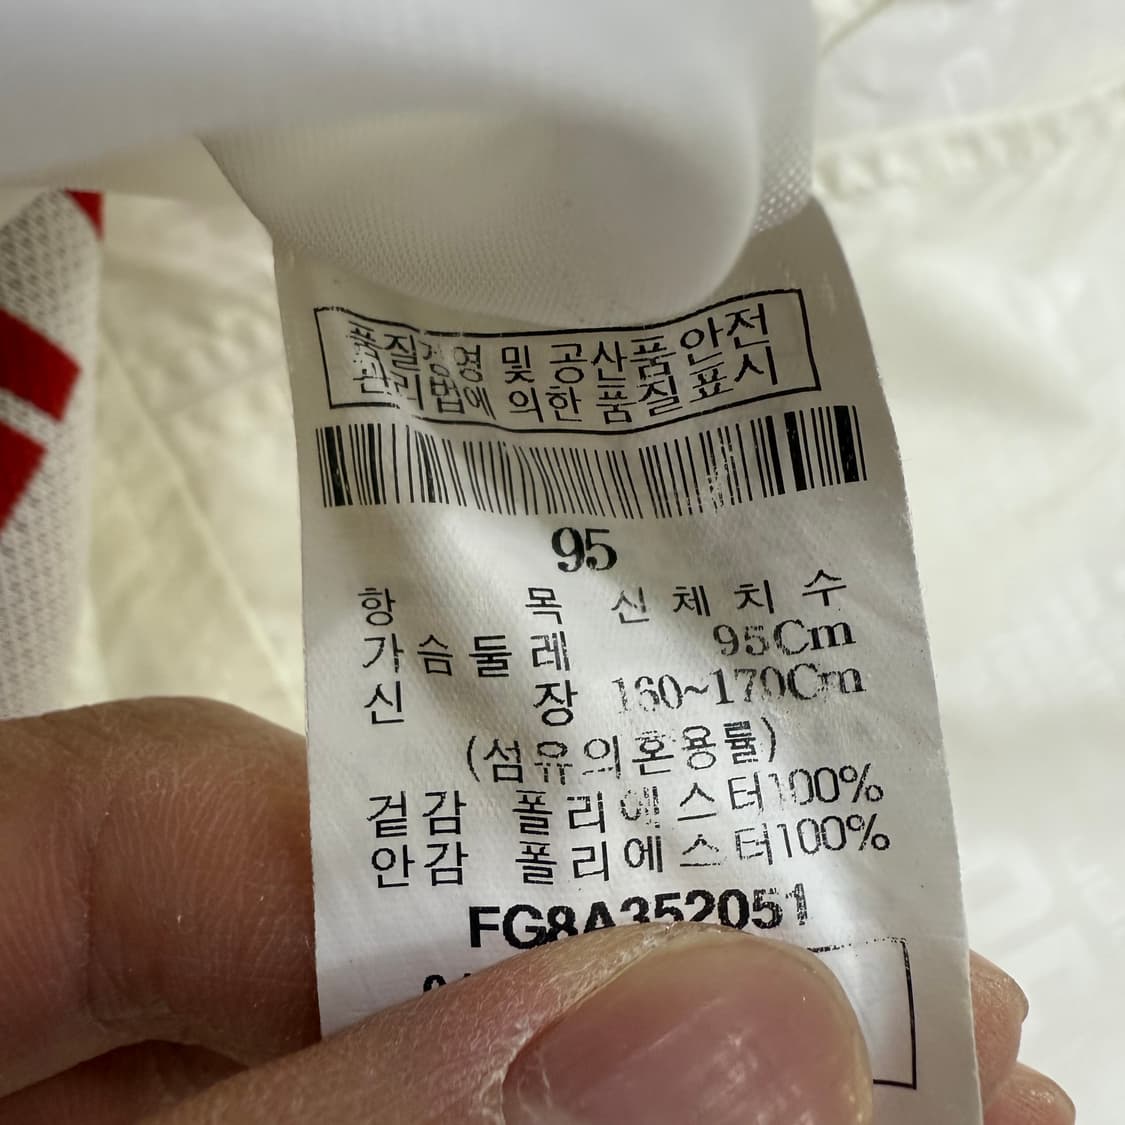 품질경영 및 공산품안전
관리법에 의한 품질표시
95
항 목 신체치수
가슴둘레 95Cm
신 장 160~170Cm
(섬유의혼용률)
겉감 폴리에스터100%
안감 폴리에스터100%
FG8A352051